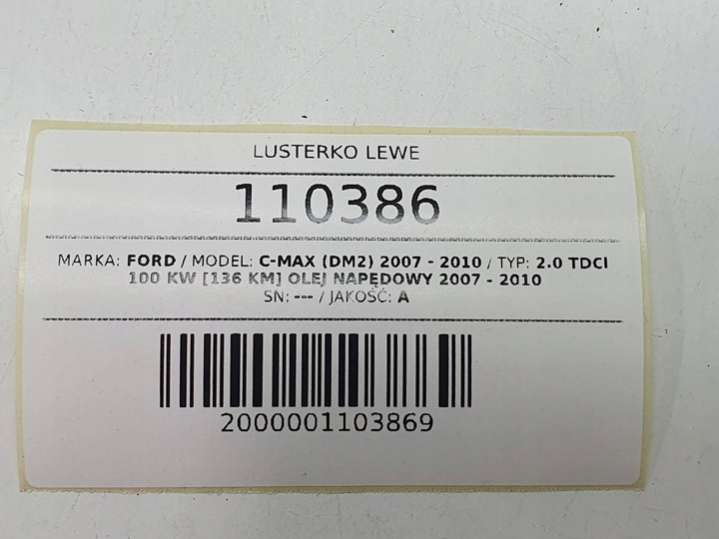 LUSTERKO LEWE
110386
MARKA: FORD / MODEL: C-MAX (DM2) 2007 - 2010 / TYP: 2.0 TDCI
100 KW [136 KM] OLEJ NAPĘDOWY 2007 - 2010
SN: --- / JAKOŚĆ: A
2000001103869